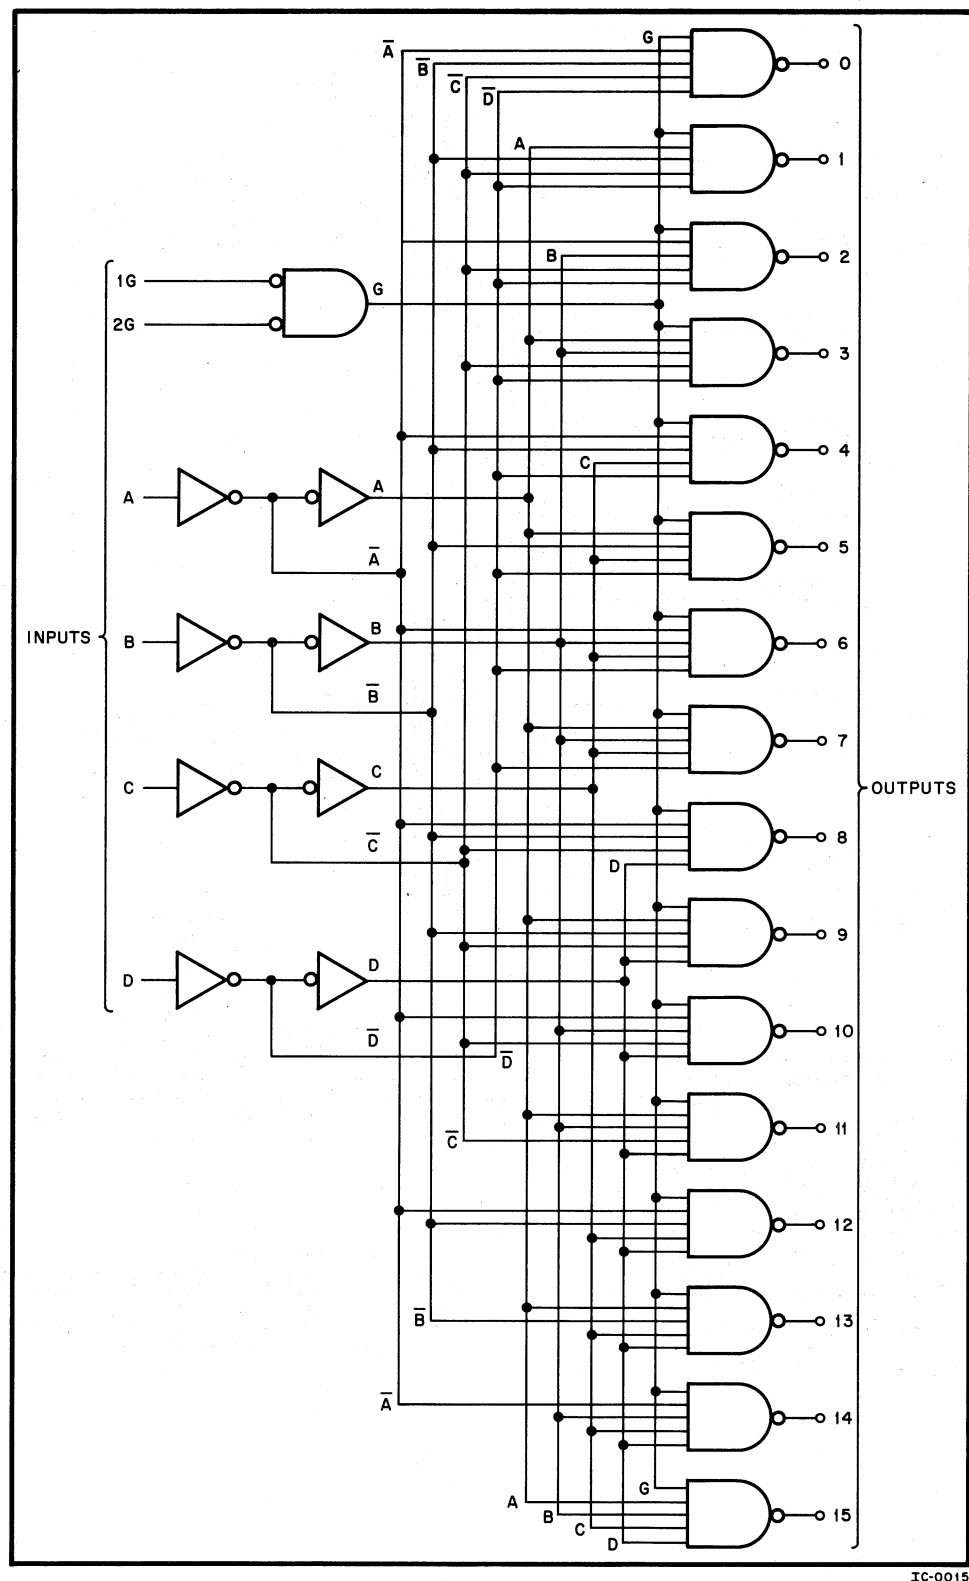 G
A̅
B̅
C̅
D̅
0
A
1
B
2
1G
G
2G
3
C
4
A
A
A̅
5
INPUTS
B
B
B̅
6
7
C
C
C̅
OUTPUTS
D
8
9
D
D
D̅
D̅
10
C̅
11
12
B̅
13
A̅
14
G
A
B
C
D
15
IC-0015